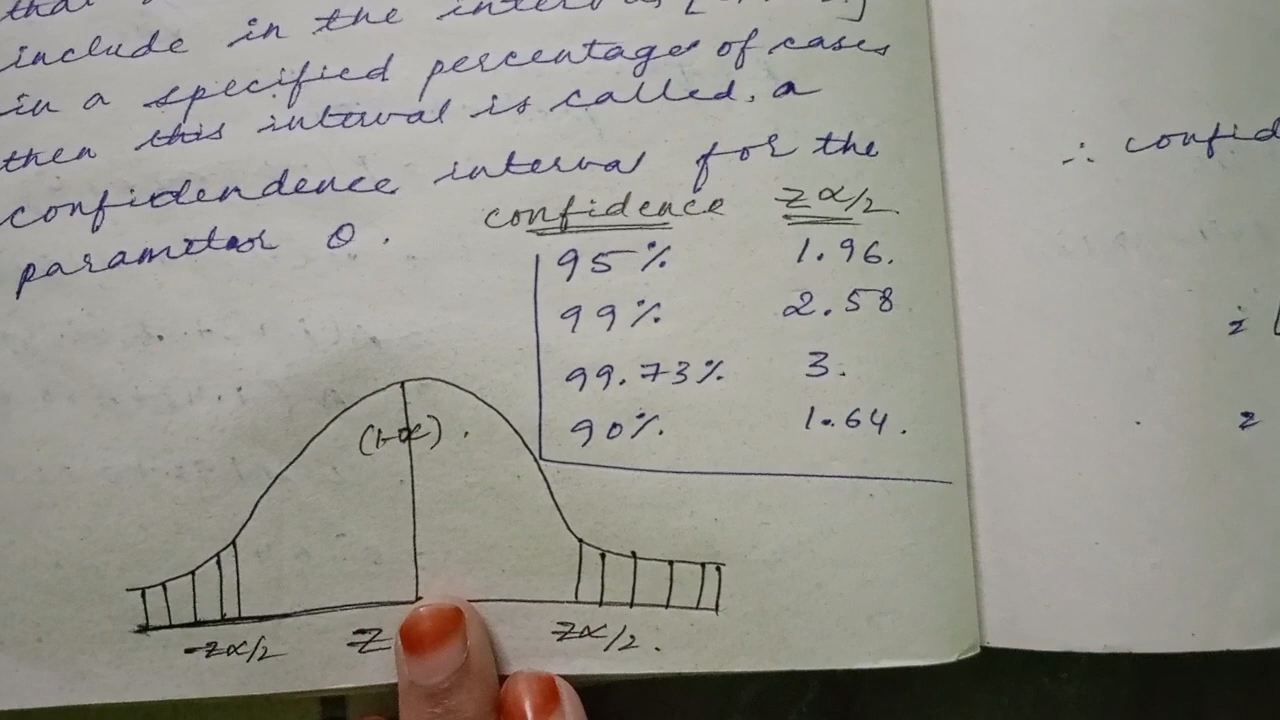 that
include in the interval [
in a specified percentage of cases
then this interval is called, a
confidendence interval for the
parameter θ.
confidence zα/2.
95% 1.96.
99% 2.58
99.73% 3.
90% 1.64.
(1-α).
-zα/2 z zα/2.
∴ confid